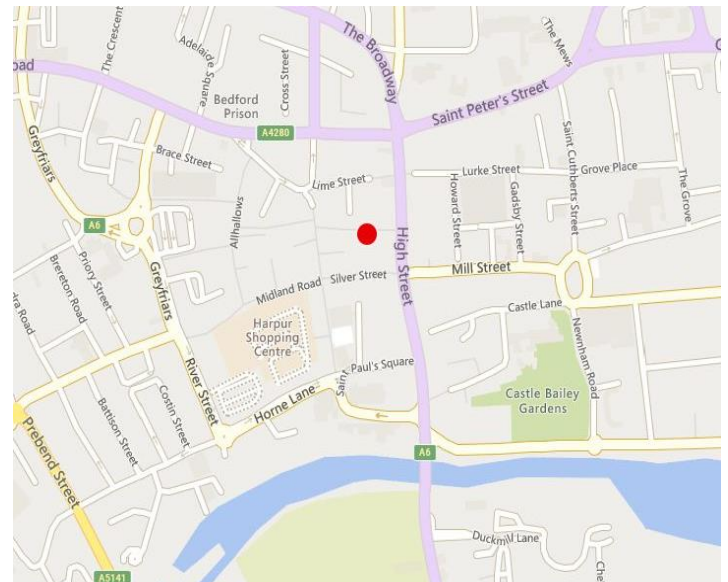 The Crescent
Adelaide Square
Cross Street
The Broadway
The Mews
oad
Bedford
Prison
A4280
Saint Peter's Street
Greyfriars
Brace Street
Lime Street
Lurke Street
Grove Place
Saint Cuthberts Street
Howard Street
Gadsby Street
The Grove
A6
Allhallows
High Street
Priory Street
Brereton Road
Greyfriars
Midland Road
Silver Street
Mill Street
dra Road
Castle Lane
Harpur
Shopping
Centre
Newnham Road
River Street
Saint
Paul's Square
Costin Street
Battison Street
Horne Lane
Castle Bailey
Gardens
Prebend Street
A6
Duckmill Lane
A5141
Che